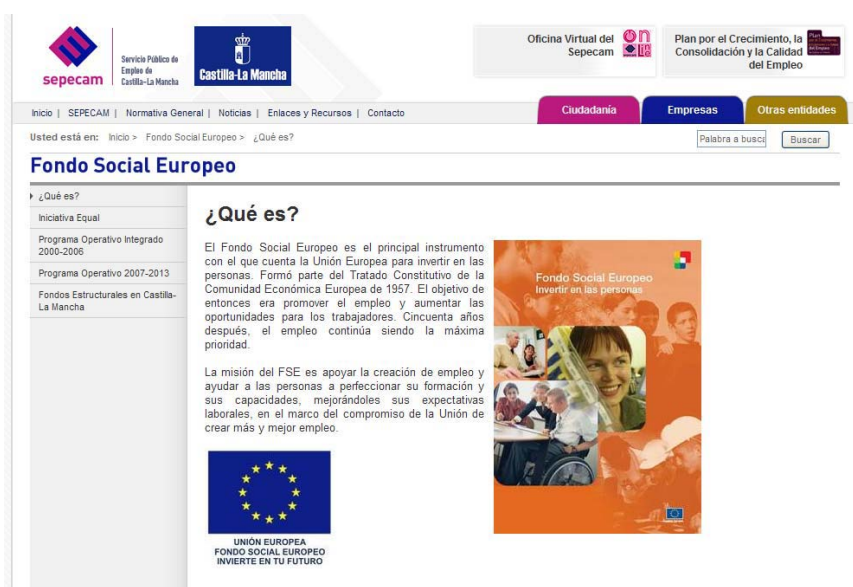 sepecam
Servicio Público de
Empleo de
Castilla-La Mancha
Castilla-La Mancha
Oficina Virtual del
Sepecam
Plan por el Crecimiento, la
Consolidación y la Calidad
del Empleo
Inicio | SEPECAM | Normativa General | Noticias | Enlaces y Recursos | Contacto
Ciudadanía
Empresas
Otras entidades
Usted está en: Inicio > Fondo Social Europeo > ¿Qué es?
Palabra a busca
Buscar
Fondo Social Europeo
¿Qué es?
Iniciativa Equal
Programa Operativo Integrado
2000-2006
Programa Operativo 2007-2013
Fondos Estructurales en Castilla-
La Mancha
¿Qué es?
El Fondo Social Europeo es el principal instrumento
con el que cuenta la Unión Europea para invertir en las
personas. Formó parte del Tratado Constitutivo de la
Comunidad Económica Europea de 1957. El objetivo de
entonces era promover el empleo y aumentar las
oportunidades para los trabajadores. Cincuenta años
después, el empleo continúa siendo la máxima
prioridad.
La misión del FSE es apoyar la creación de empleo y
ayudar a las personas a perfeccionar su formación y
sus capacidades, mejorándoles sus expectativas
laborales, en el marco del compromiso de la Unión de
crear más y mejor empleo.
Fondo Social Europeo
Invertir en las personas
UNIÓN EUROPEA
FONDO SOCIAL EUROPEO
INVIERTE EN TU FUTURO